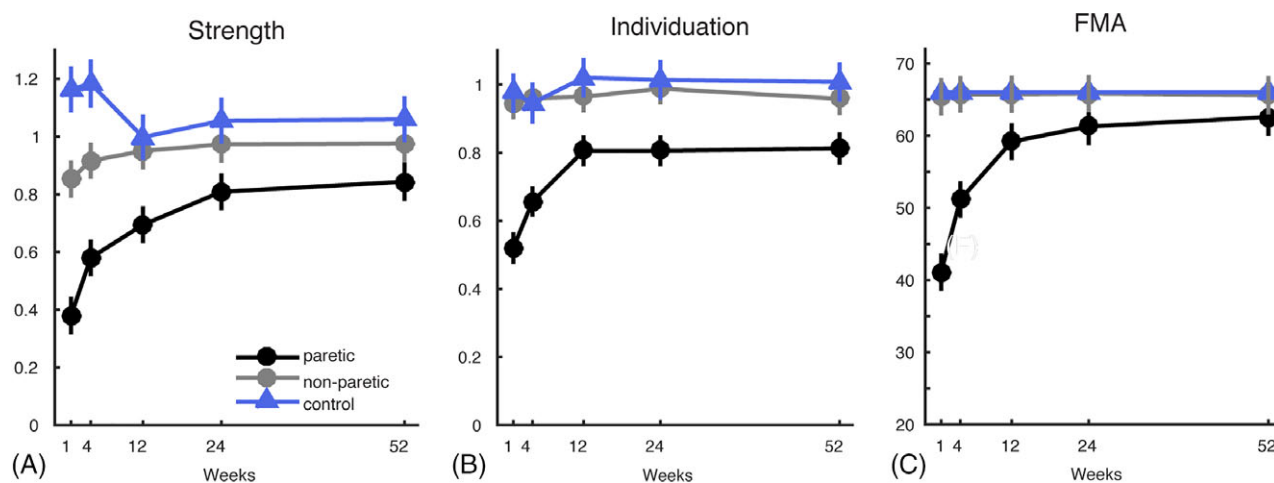 Strength
1.2
1
0.8
0.6
0.4
0.2
0
paretic
non-paretic
control
1 4 12 24 52
(A) Weeks
Individuation
1
0.8
0.6
0.4
0.2
0
1 4 12 24 52
(B) Weeks
FMA
70
60
50
40
30
20
1 4 12 24 52
(C) Weeks